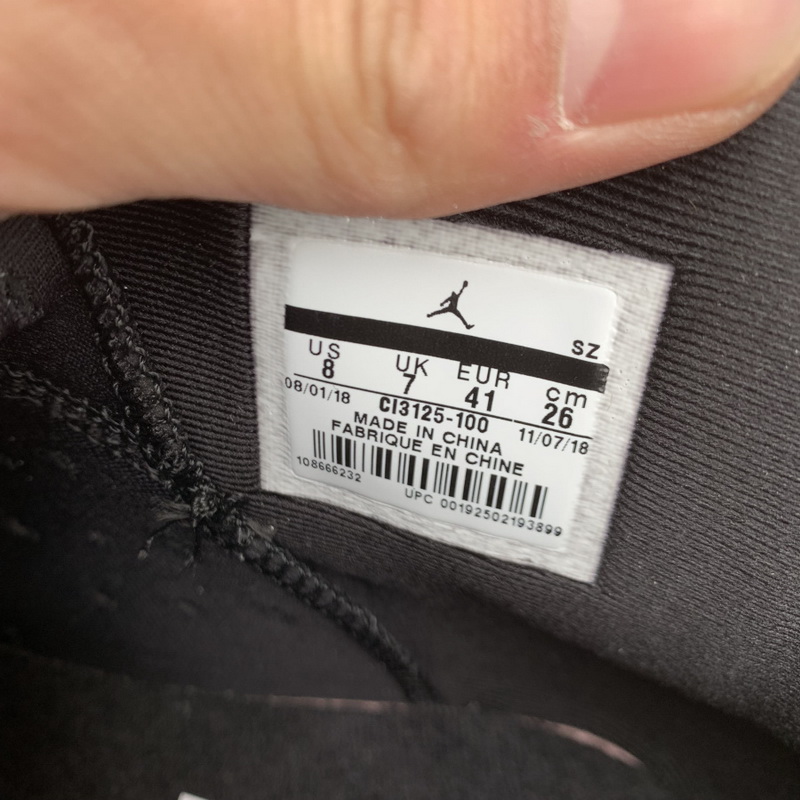 SZ
US UK EUR cm
8 7 41 26
08/01/18 CI3125-100 11/07/18
MADE IN CHINA
FABRIQUE EN CHINE
108666232
UPC 00192502193899